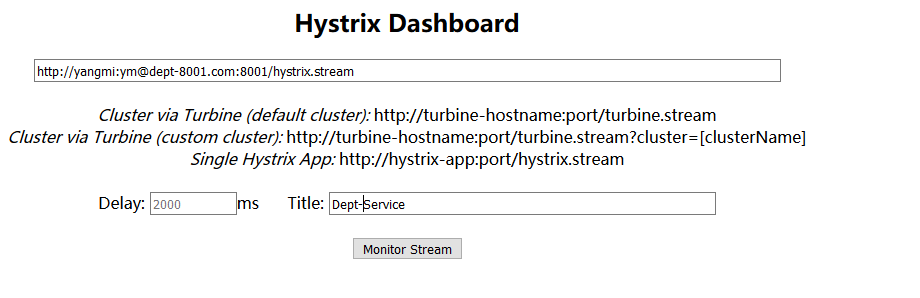 Hystrix Dashboard
http://yangmi:ym@dept-8001.com:8001/hystrix.stream
Cluster via Turbine (default cluster): http://turbine-hostname:port/turbine.stream
Cluster via Turbine (custom cluster): http://turbine-hostname:port/turbine.stream?cluster=[clusterName]
Single Hystrix App: http://hystrix-app:port/hystrix.stream
Delay: 2000 ms Title: Dept-Service
Monitor Stream